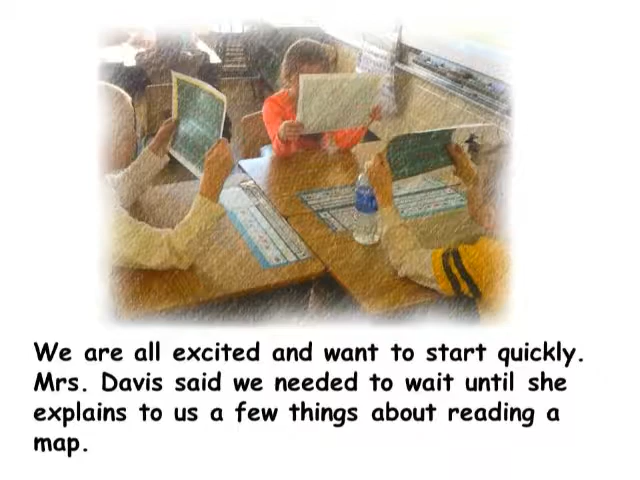 We are all excited and want to start quickly.
Mrs. Davis said we needed to wait until she
explains to us a few things about reading a
map.